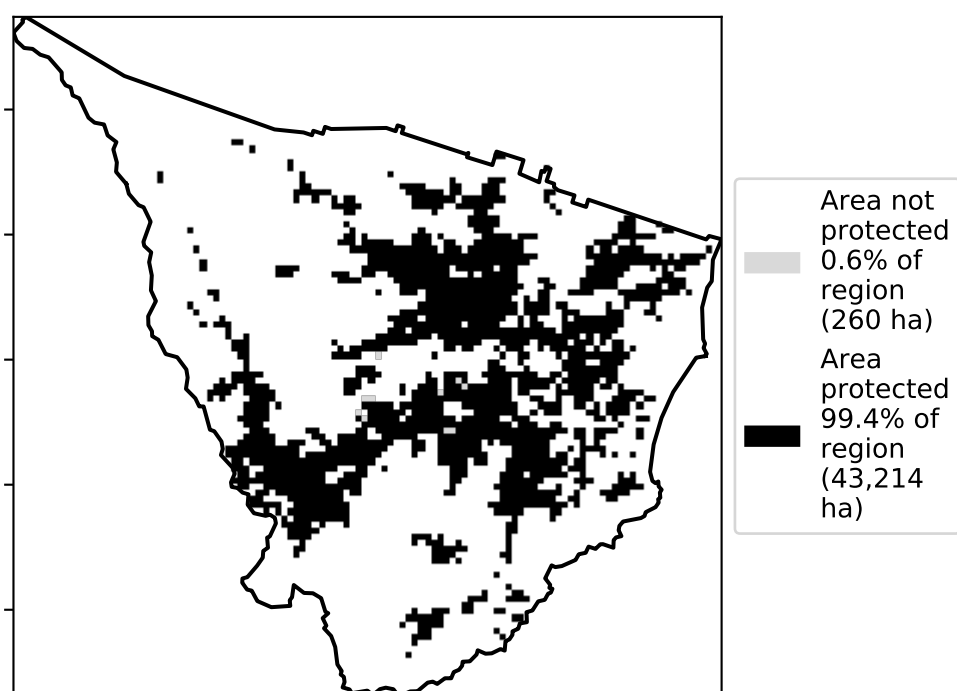 Area not
protected
0.6% of
region
(260 ha)
Area
protected
99.4% of
region
(43,214
ha)